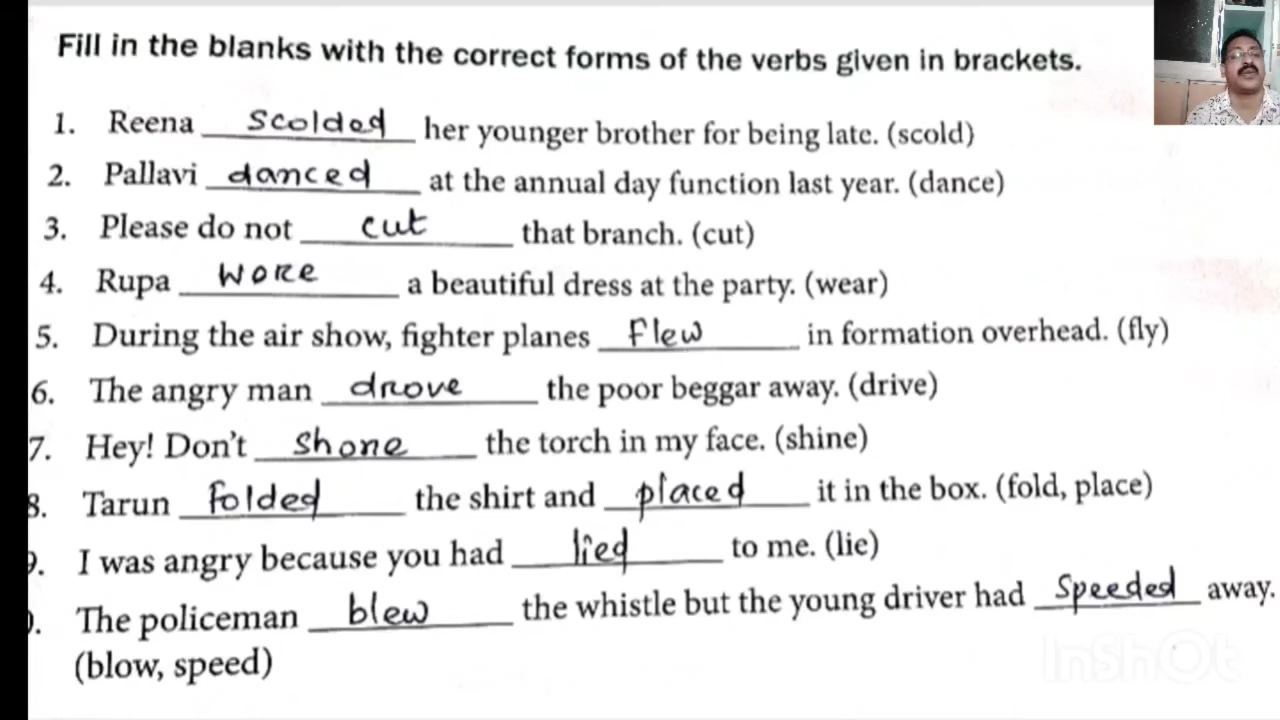 Fill in the blanks with the correct forms of the verbs given in brackets.
1. Reena scolded her younger brother for being late. (scold)
2. Pallavi danced at the annual day function last year. (dance)
3. Please do not cut that branch. (cut)
4. Rupa wore a beautiful dress at the party. (wear)
5. During the air show, fighter planes flew in formation overhead. (fly)
6. The angry man drove the poor beggar away. (drive)
7. Hey! Don't shone the torch in my face. (shine)
8. Tarun folded the shirt and placed it in the box. (fold, place)
9. I was angry because you had lied to me. (lie)
0. The policeman blew the whistle but the young driver had speeded away.
(blow, speed)
InShOt